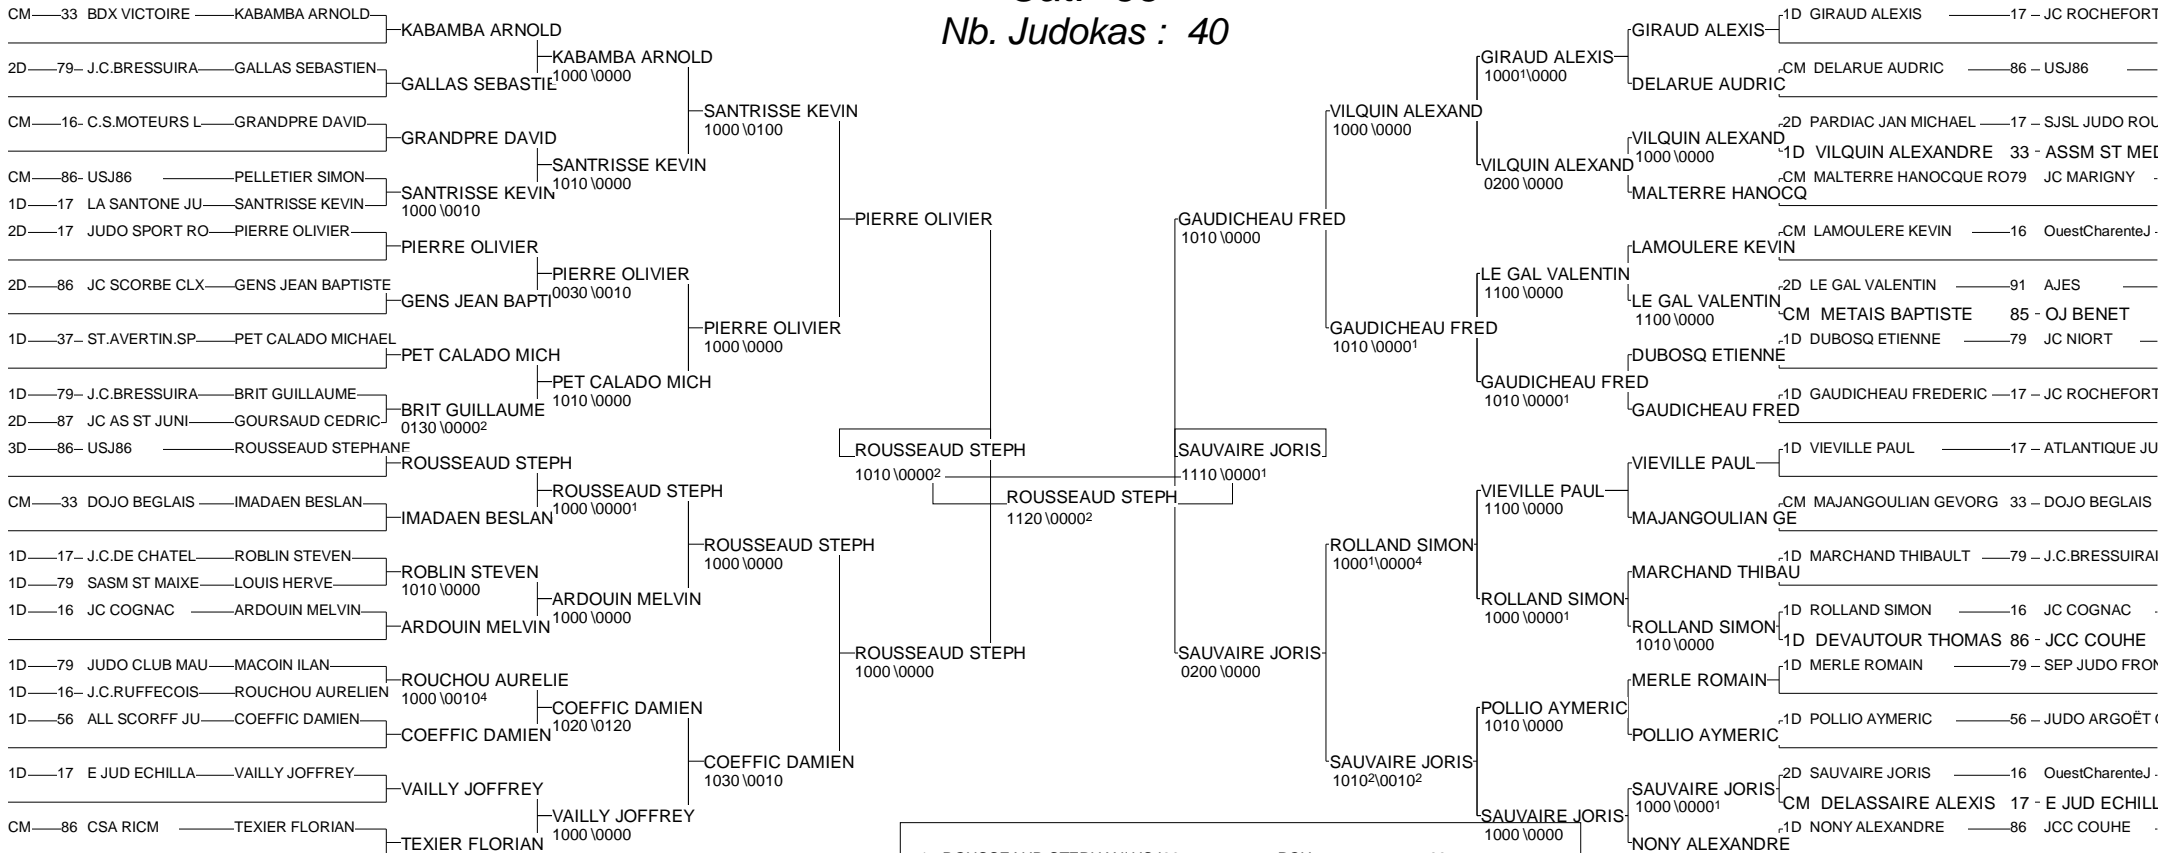 Nb. Judokas : 40
CM 33 BDX VICTOIRE KABAMBA ARNOLD
2D 79 J.C.BRESSUIRA GALLAS SEBASTIEN
CM 16 C.S.MOTEURS L GRANDPRE DAVID
CM 86 USJ86 PELLETIER SIMON
1D 17 LA SANTONE JU SANTRISSE KEVIN
2D 17 JUDO SPORT RO PIERRE OLIVIER
2D 86 JC SCORBE CLX GENS JEAN BAPTISTE
1D 37 ST.AVERTIN.SP PET CALADO MICHAEL
1D 79 J.C.BRESSUIRA BRIT GUILLAUME
2D 87 JC AS ST JUNI GOURSAUD CEDRIC
3D 86 USJ86 ROUSSEAUD STEPHANE
CM 33 DOJO BEGLAIS IMADAEN BESLAN
1D 17 J.C.DE CHATEL ROBLIN STEVEN
1D 79 SASM ST MAIXE LOUIS HERVE
1D 16 JC COGNAC ARDOUIN MELVIN
1D 79 JUDO CLUB MAU MACOIN ILAN
1D 16 J.C.RUFFECOIS ROUCHOU AURELIEN
1D 56 ALL SCORFF JU COEFFIC DAMIEN
1D 17 E JUD ECHILLA VAILLY JOFFREY
CM 86 CSA RICM TEXIER FLORIAN
KABAMBA ARNOLD
GALLAS SEBASTIE
GRANDPRE DAVID
SANTRISSE KEVIN
1000 \0010
PIERRE OLIVIER
GENS JEAN BAPTI
PET CALADO MICH
BRIT GUILLAUME
0130 \0000²
ROUSSEAUD STEPH
IMADAEN BESLAN
ROBLIN STEVEN
1010 \0000
ARDOUIN MELVIN
ROUCHOU AURELIE
1000 \0010⁴
COEFFIC DAMIEN
VAILLY JOFFREY
TEXIER FLORIAN
KABAMBA ARNOLD
1000 \0000
SANTRISSE KEVIN
1010 \0000
PIERRE OLIVIER
0030 \0010
PET CALADO MICH
1010 \0000
ROUSSEAUD STEPH
1000 \0000¹
ARDOUIN MELVIN
1000 \0000
COEFFIC DAMIEN
1020 \0120
VAILLY JOFFREY
1000 \0000
SANTRISSE KEVIN
1000 \0100
PIERRE OLIVIER
1000 \0000
ROUSSEAUD STEPH
1000 \0000
COEFFIC DAMIEN
1030 \0010
PIERRE OLIVIER
ROUSSEAUD STEPH
1000 \0000
ROUSSEAUD STEPH
1010 \0000²
ROUSSEAUD STEPH
1120 \0000²
SAUVAIRE JORIS
1110 \0000¹
GAUDICHEAU FRED
1010 \0000
SAUVAIRE JORIS
0200 \0000
VILQUIN ALEXAND
1000 \0000
GAUDICHEAU FRED
1010 \0000¹
ROLLAND SIMON
1000¹\0000⁴
SAUVAIRE JORIS
1010²\0010²
GIRAUD ALEXIS
1000¹\0000
VILQUIN ALEXAND
0200 \0000
LE GAL VALENTIN
1100 \0000
GAUDICHEAU FRED
1010 \0000¹
VIEVILLE PAUL
1100 \0000
ROLLAND SIMON
1000 \0000¹
POLLIO AYMERIC
1010 \0000
SAUVAIRE JORIS
1000 \0000
GIRAUD ALEXIS
DELARUE AUDRIC
VILQUIN ALEXAND
1000 \0000
MALTERRE HANOCQ
LAMOULERE KEVIN
LE GAL VALENTIN
1100 \0000
DUBOSQ ETIENNE
GAUDICHEAU FRED
VIEVILLE PAUL
MAJANGOULIAN GE
MARCHAND THIBAU
ROLLAND SIMON
1010 \0000
MERLE ROMAIN
POLLIO AYMERIC
SAUVAIRE JORIS
1000 \0000¹
NONY ALEXANDRE
1D GIRAUD ALEXIS 17 JC ROCHEFORT
CM DELARUE AUDRIC 86 USJ86
2D PARDIAC JAN MICHAEL 17 SJSL JUDO ROU
1D VILQUIN ALEXANDRE 33 - ASSM ST MED
CM MALTERRE HANOCQUE RO79 JC MARIGNY
CM LAMOULERE KEVIN 16 OuestCharenteJ
2D LE GAL VALENTIN 91 AJES
CM METAIS BAPTISTE 85 - OJ BENET
1D DUBOSQ ETIENNE 79 JC NIORT
1D GAUDICHEAU FREDERIC 17 JC ROCHEFORT
1D VIEVILLE PAUL 17 ATLANTIQUE JU
CM MAJANGOULIAN GEVORG 33 DOJO BEGLAIS
1D MARCHAND THIBAULT 79 J.C.BRESSUIRAI
1D ROLLAND SIMON 16 JC COGNAC
1D DEVAUTOUR THOMAS 86 - JCC COUHE
1D MERLE ROMAIN 79 SEP JUDO FRON
1D POLLIO AYMERIC 56 JUDO ARGOËT
2D SAUVAIRE JORIS 16 OuestCharenteJ
CM DELASSAIRE ALEXIS 17 - E JUD ECHILL
1D NONY ALEXANDRE 86 JCC COUHE